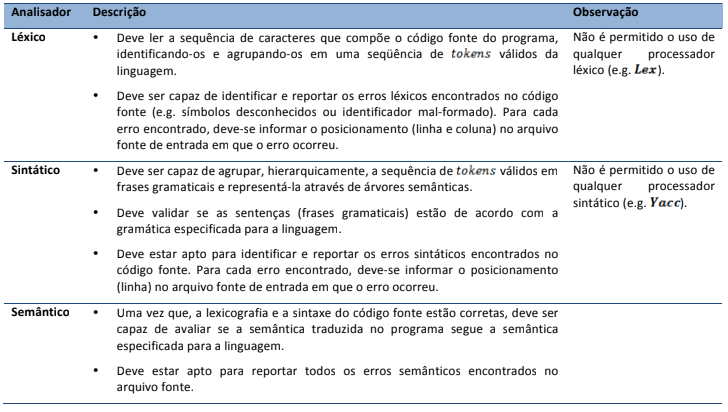 Analisador Descrição Observação
Léxico • Deve ler a sequência de caracteres que compõe o código fonte do programa, Não é permitido o uso de
identificando-os e agrupando-os em uma seqüência de tokens válidos da qualquer processador
linguagem. léxico (e.g. Lex).
• Deve ser capaz de identificar e reportar os erros léxicos encontrados no código
fonte (e.g. símbolos desconhecidos ou identificador mal-formado). Para cada
erro encontrado, deve-se informar o posicionamento (linha e coluna) no arquivo
fonte de entrada em que o erro ocorreu.
Sintático • Deve ser capaz de agrupar, hierarquicamente, a sequência de tokens válidos em Não é permitido o uso de
frases gramaticais e representá-la através de árvores semânticas. qualquer processador
sintático (e.g. Yacc).
• Deve validar se as sentenças (frases gramaticais) estão de acordo com a
gramática especificada para a linguagem.
• Deve estar apto para identificar e reportar os erros sintáticos encontrados no
código fonte. Para cada erro encontrado, deve-se informar o posicionamento
(linha) no arquivo fonte de entrada em que o erro ocorreu.
Semântico • Uma vez que, a lexicografia e a sintaxe do código fonte estão corretas, deve ser
capaz de avaliar se a semântica traduzida no programa segue a semântica
especificada para a linguagem.
• Deve estar apto para reportar todos os erros semânticos encontrados no
arquivo fonte.